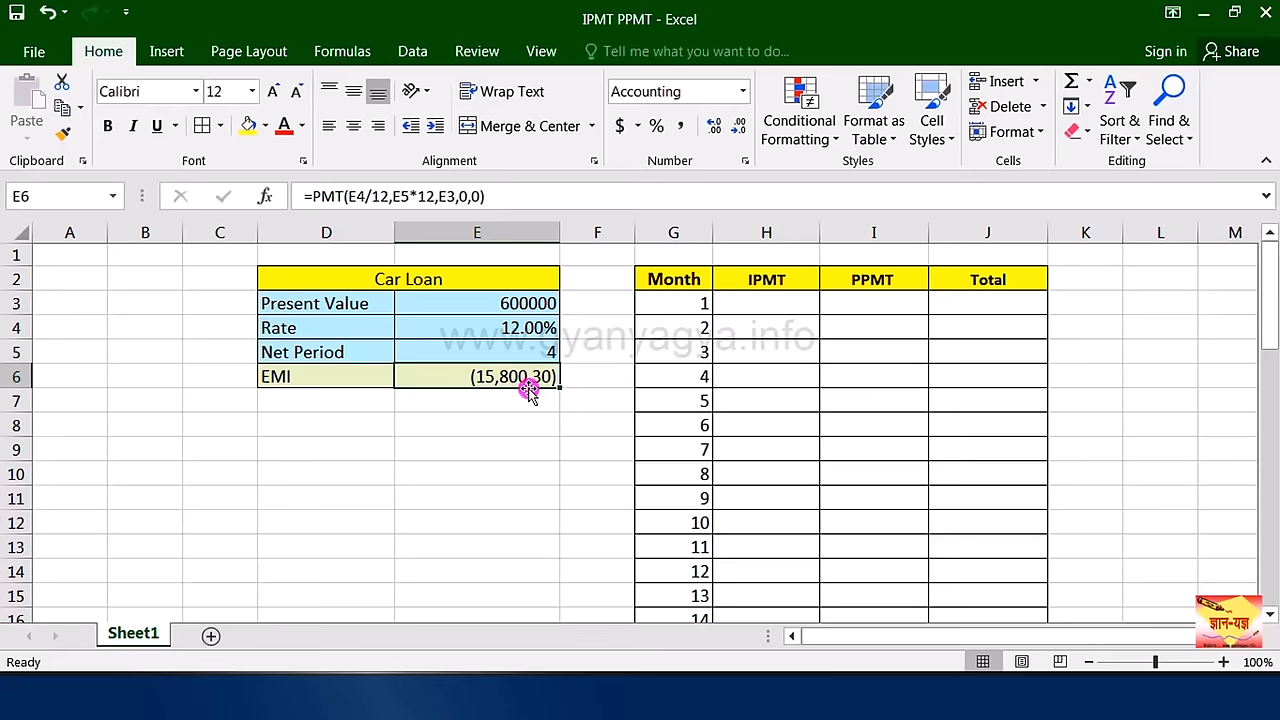 IPMT PPMT - Excel
File Home Insert Page Layout Formulas Data Review View Tell me what you want to do... Sign in Share
Paste Calibri 12 Wrap Text Accounting Conditional Formatting Format as Table Cell Styles Insert Sort & Filter Find & Select
B I U A Merge & Center $ % , Delete
Format
Clipboard Font Alignment Number Styles Cells Editing
E6 fx =PMT(E4/12,E5*12,E3,0,0)
A B C D E F G H I J K L M
1
2 Car Loan Month IPMT PPMT Total
3 Present Value 600000 1
4 Rate 12.00% 2
www.gyanyagya.info
5 Net Period 4 3
6 EMI (15,800.30) 4
7 5
8 6
9 7
10 8
11 9
12 10
13 11
14 12
15 13
16 14
ज्ञान-यज्ञ
Sheet1
Ready 100%